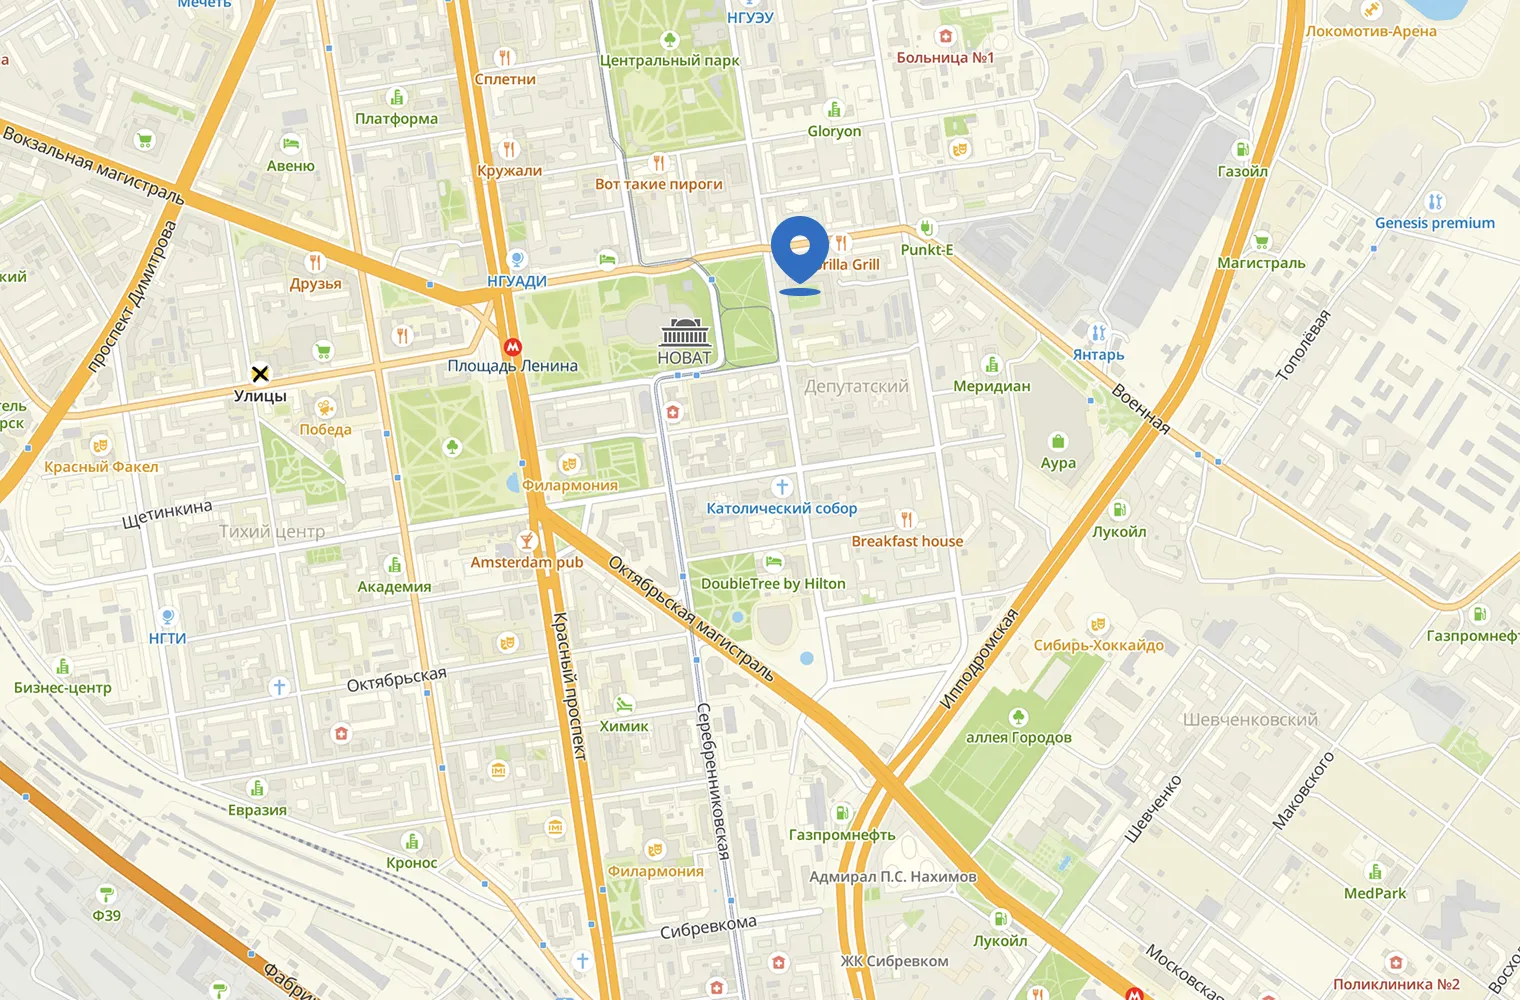 Мечеть
НГУЭУ
Локомотив-Арена
Больница №1
Центральный парк
Сплетни
Платформа
Gloryon
Вокзальная магистраль
Авеню
Кружали
Вот такие пироги
Газойл
Genesis premium
Punkt-E
Магистраль
rilla Grill
кий
Друзья
НГУАДИ
проспект Димитрова
Площадь Ленина
НОВАТ
Янтарь
Тополёвая
Депутатский
Меридиан
Улицы
Военная
Победа
Красный Факел
Аура
Филармония
Щетинкина
Тихий центр
Католический собор
Breakfast house
Лукойл
Amsterdam pub
Академия
DoubleTree by Hilton
Октябрьская магистраль
НГТИ
Красный проспект
Ипподромская
Сибирь-Хоккайдо
Газпромнефт
Бизнес-центр
Октябрьская
Химик
Серебренниковская
аллея Городов
Шевченковский
Евразия
Шевченко
Маковского
Газпромнефть
Кронос
Филармония
Адмирал П.С. Нахимов
MedPark
Ф39
Сибревкома
Лукойл
ЖК Сибревком
Московская
Поликлиника №2
Фабри
Восхо